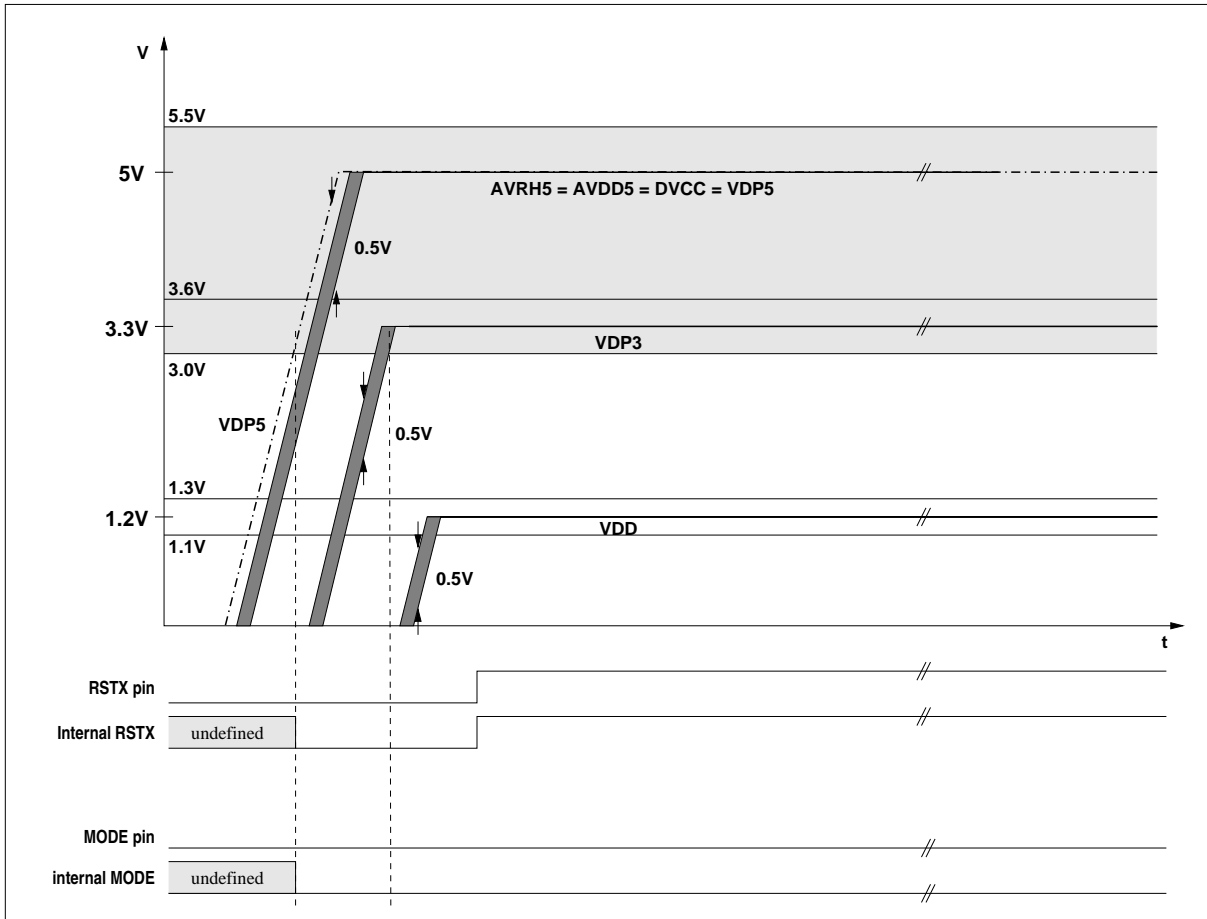 V
5.5V
5V
AVRH5 = AVDD5 = DVCC = VDP5
0.5V
3.6V
3.3V
VDP3
3.0V
VDP5
0.5V
1.3V
1.2V
VDD
1.1V
0.5V
t
RSTX pin
Internal RSTX
undefined
MODE pin
internal MODE
undefined